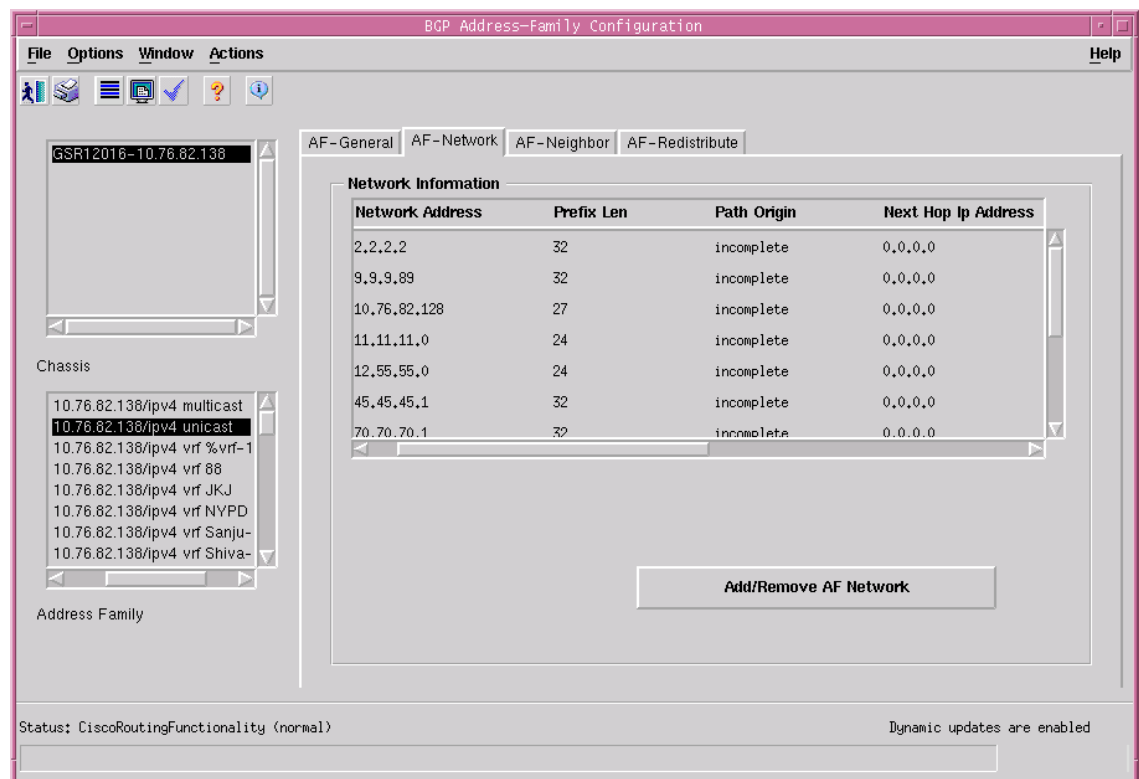 BGP Address-Family Configuration
File Options Window Actions Help
GSR12016-10.76.82.138
Chassis
10.76.82.138/ipv4 multicast
10.76.82.138/ipv4 unicast
10.76.82.138/ipv4 vrf %vrf-1
10.76.82.138/ipv4 vrf 88
10.76.82.138/ipv4 vrf JKJ
10.76.82.138/ipv4 vrf NYPD
10.76.82.138/ipv4 vrf Sanju-
10.76.82.138/ipv4 vrf Shiva-
Address Family
AF-General AF-Network AF-Neighbor AF-Redistribute
Network Information
Network Address Prefix Len Path Origin Next Hop Ip Address
2.2.2.2 32 incomplete 0.0.0.0
9.9.9.89 32 incomplete 0.0.0.0
10.76.82.128 27 incomplete 0.0.0.0
11.11.11.0 24 incomplete 0.0.0.0
12.55.55.0 24 incomplete 0.0.0.0
45.45.45.1 32 incomplete 0.0.0.0
70.70.70.1 32 incomplete 0.0.0.0
Add/Remove AF Network
Status: CiscoRoutingFunctionality (normal) Dynamic updates are enabled